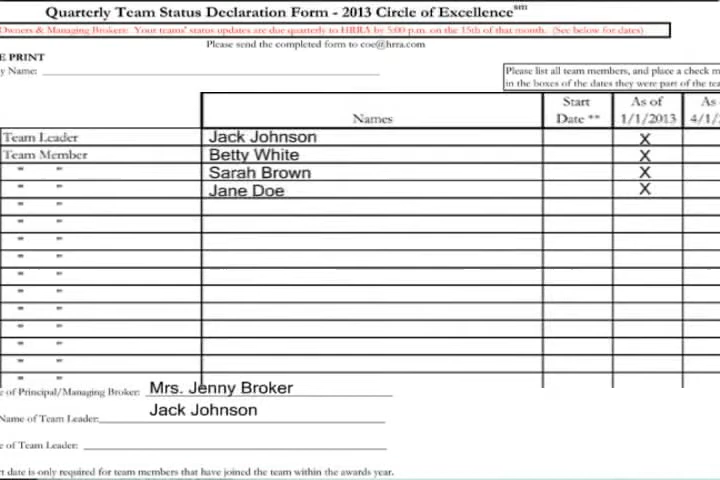 Quarterly Team Status Declaration Form - 2013 Circle of Excellence℠
Owners & Managing Brokers: Your teams' status updates are due quarterly to HRRA by 5:00 p.m. on the 15th of that month. (See below for dates)
Please send the completed form to coe@hrra.com
E PRINT
y Name:
Please list all team members, and place a check m
in the boxes of the dates they were part of the tea
Names Start Date ** As of 1/1/2013 As 4/1/2
Team Leader Jack Johnson X
Team Member Betty White X
" " Sarah Brown X
" " Jane Doe X
" "
" "
" "
" "
" "
" "
" "
" "
" "
" "
" "
e of Principal/Managing Broker: Mrs. Jenny Broker
Name of Team Leader: Jack Johnson
e of Team Leader:
rt date is only required for team members that have joined the team within the awards year.